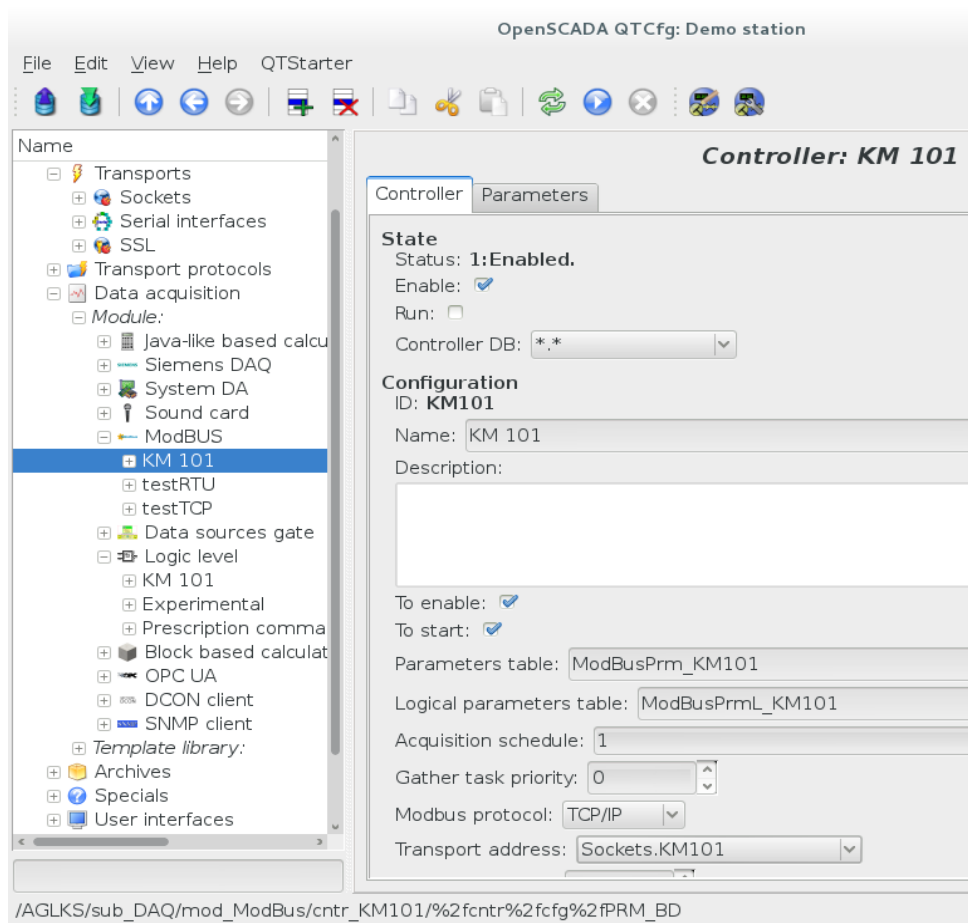 OpenSCADA QTCfg: Demo station
File Edit View Help QTStarter
Name
Transports
Sockets
Serial interfaces
SSL
Transport protocols
Data acquisition
Module:
Java-like based calcu
Siemens DAQ
System DA
Sound card
ModBUS
KM 101
testRTU
testTCP
Data sources gate
Logic level
KM 101
Experimental
Prescription comma
Block based calculat
OPC UA
DCON client
SNMP client
Template library:
Archives
Specials
User interfaces
Controller: KM 101
Controller Parameters
State
Status: 1:Enabled.
Enable:
Run:
Controller DB: *.*
Configuration
ID: KM101
Name: KM 101
Description:
To enable:
To start:
Parameters table: ModBusPrm_KM101
Logical parameters table: ModBusPrmL_KM101
Acquisition schedule: 1
Gather task priority: 0
Modbus protocol: TCP/IP
Transport address: Sockets.KM101
/AGLKS/sub_DAQ/mod_ModBus/cntr_KM101/%2fcntr%2fcfg%2fPRM_BD